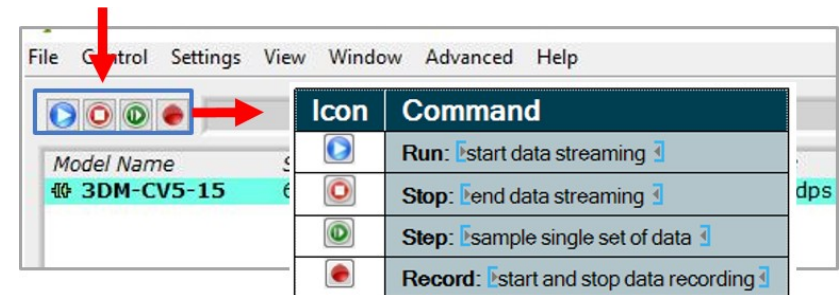 File Control Settings View Window Advanced Help
Icon Command
Run: start data streaming
Model Name
Stop: end data streaming
3DM-CV5-15
dps
Step: sample single set of data
Record: start and stop data recording